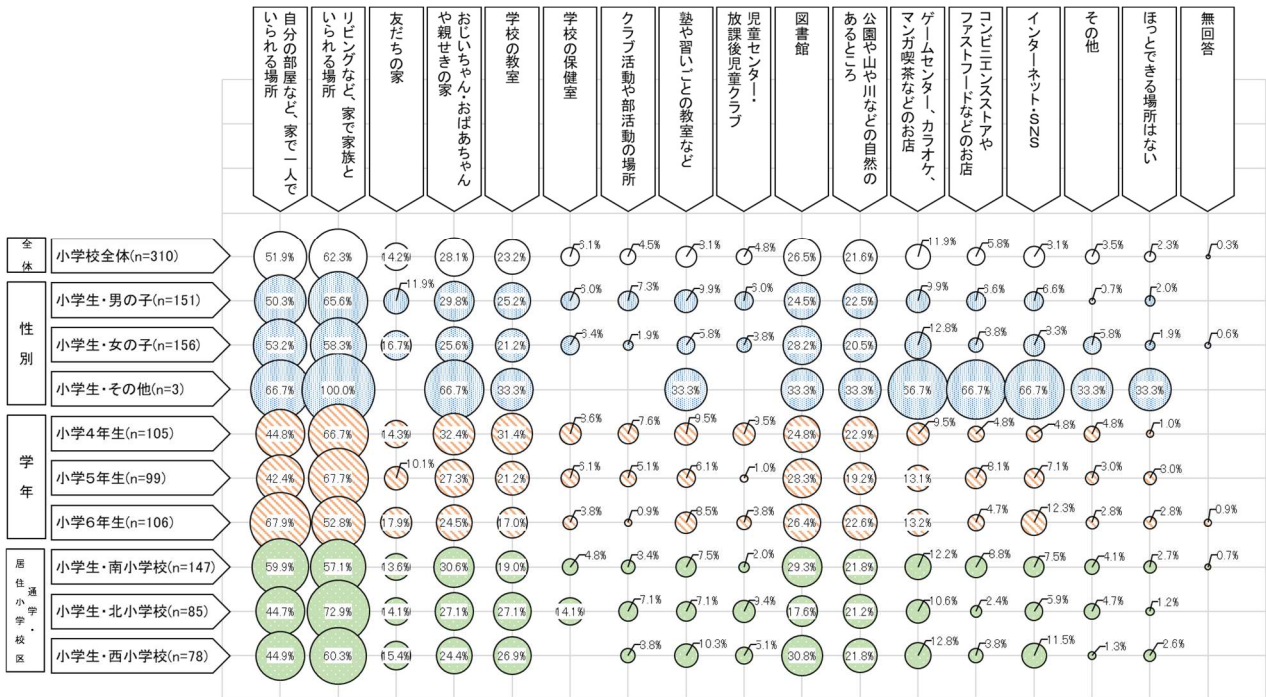 自分の部屋など、家で一人で
いられる場所
リビングなど、家で家族と
いられる場所
友だちの家
おじいちゃん・おばあちゃん
や親せきの家
学校の教室
学校の保健室
クラブ活動や部活動の場所
塾や習いごとの教室など
児童センター・
放課後児童クラブ
図書館
公園や山や川などの自然の
あるところ
ゲームセンター、カラオケ、
マンガ喫茶などのお店
コンビニエンスストアや
ファストフードなどのお店
インターネット・SNS
その他
ほっとできる場所はない
無回答
全体
小学校全体(n=310) 51.9% 62.3% 14.2% 28.1% 23.2% 6.1% 4.5% 8.1% 4.8% 26.5% 21.6% 11.9% 5.8% 8.1% 3.5% 2.3% 0.3%
性別
小学生・男の子(n=151) 50.3% 65.6% 11.9% 29.8% 25.2% 6.0% 7.3% 9.9% 6.0% 24.5% 22.5% 9.9% 6.6% 6.6% 0.7% 2.0%
小学生・女の子(n=156) 53.2% 58.3% 16.7% 25.6% 21.2% 6.4% 1.9% 5.8% 3.8% 28.2% 20.5% 12.8% 3.8% 8.3% 5.8% 1.9% 0.6%
小学生・その他(n=3) 66.7% 100.0% 66.7% 33.3% 33.3% 33.3% 33.3% 66.7% 66.7% 66.7% 33.3% 33.3%
学年
小学4年生(n=105) 44.8% 66.7% 14.3% 32.4% 31.4% 8.6% 7.6% 9.5% 9.5% 24.8% 22.9% 9.5% 4.8% 4.8% 4.8% 1.0%
小学5年生(n=99) 42.4% 67.7% 10.1% 27.3% 21.2% 6.1% 5.1% 6.1% 1.0% 28.3% 19.2% 13.1% 8.1% 7.1% 3.0% 3.0%
小学6年生(n=106) 67.9% 52.8% 17.9% 24.5% 17.0% 3.8% 0.9% 8.5% 3.8% 26.4% 22.6% 13.2% 4.7% 12.3% 2.8% 2.8% 0.9%
通学・
居住小学校区
小学生・南小学校(n=147) 59.9% 57.1% 13.6% 30.6% 19.0% 4.8% 3.4% 7.5% 2.0% 29.3% 21.8% 12.2% 8.8% 7.5% 4.1% 2.7% 0.7%
小学生・北小学校(n=85) 44.7% 72.9% 14.1% 27.1% 27.1% 14.1% 7.1% 7.1% 9.4% 17.6% 21.2% 10.6% 2.4% 5.9% 4.7% 1.2%
小学生・西小学校(n=78) 44.9% 60.3% 15.4% 24.4% 26.9% 3.8% 10.3% 5.1% 30.8% 21.8% 12.8% 3.8% 11.5% 1.3% 2.6%